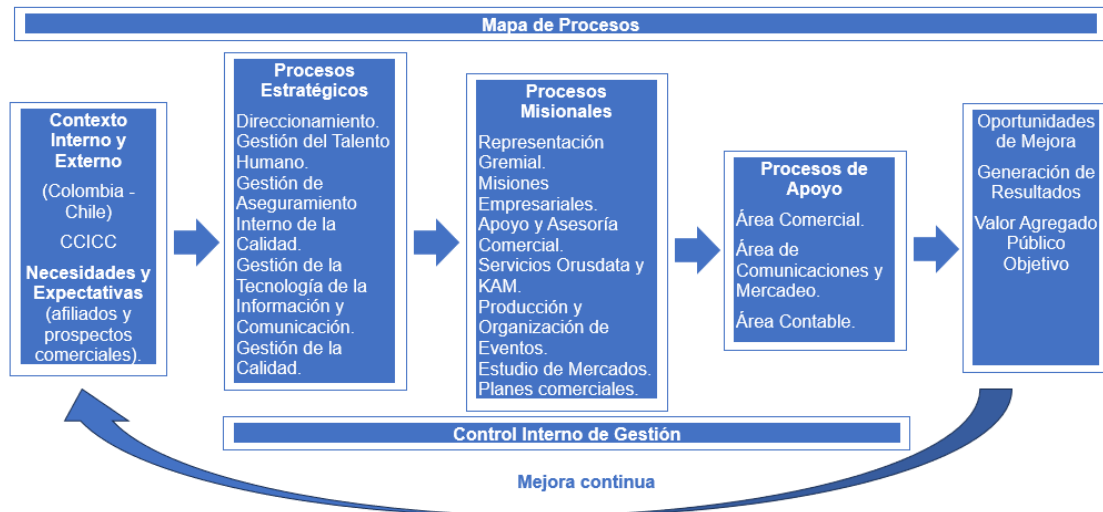 Mapa de Procesos
Contexto
Interno y
Externo
(Colombia -
Chile)
CCICC
Necesidades y
Expectativas
(afiliados y
prospectos
comerciales).
Procesos
Estratégicos
Direccionamiento.
Gestión del Talento
Humano.
Gestión de
Aseguramiento
Interno de la
Calidad.
Gestión de la
Tecnología de la
Información y
Comunicación.
Gestión de la
Calidad.
Procesos
Misionales
Representación
Gremial.
Misiones
Empresariales.
Apoyo y Asesoría
Comercial.
Servicios Orusdata y
KAM.
Producción y
Organización de
Eventos.
Estudio de Mercados.
Planes comerciales.
Procesos de
Apoyo
Área Comercial.
Área de
Comunicaciones y
Mercadeo.
Área Contable.
Oportunidades
de Mejora
Generación de
Resultados
Valor Agregado
Público
Objetivo
Control Interno de Gestión
Mejora continua